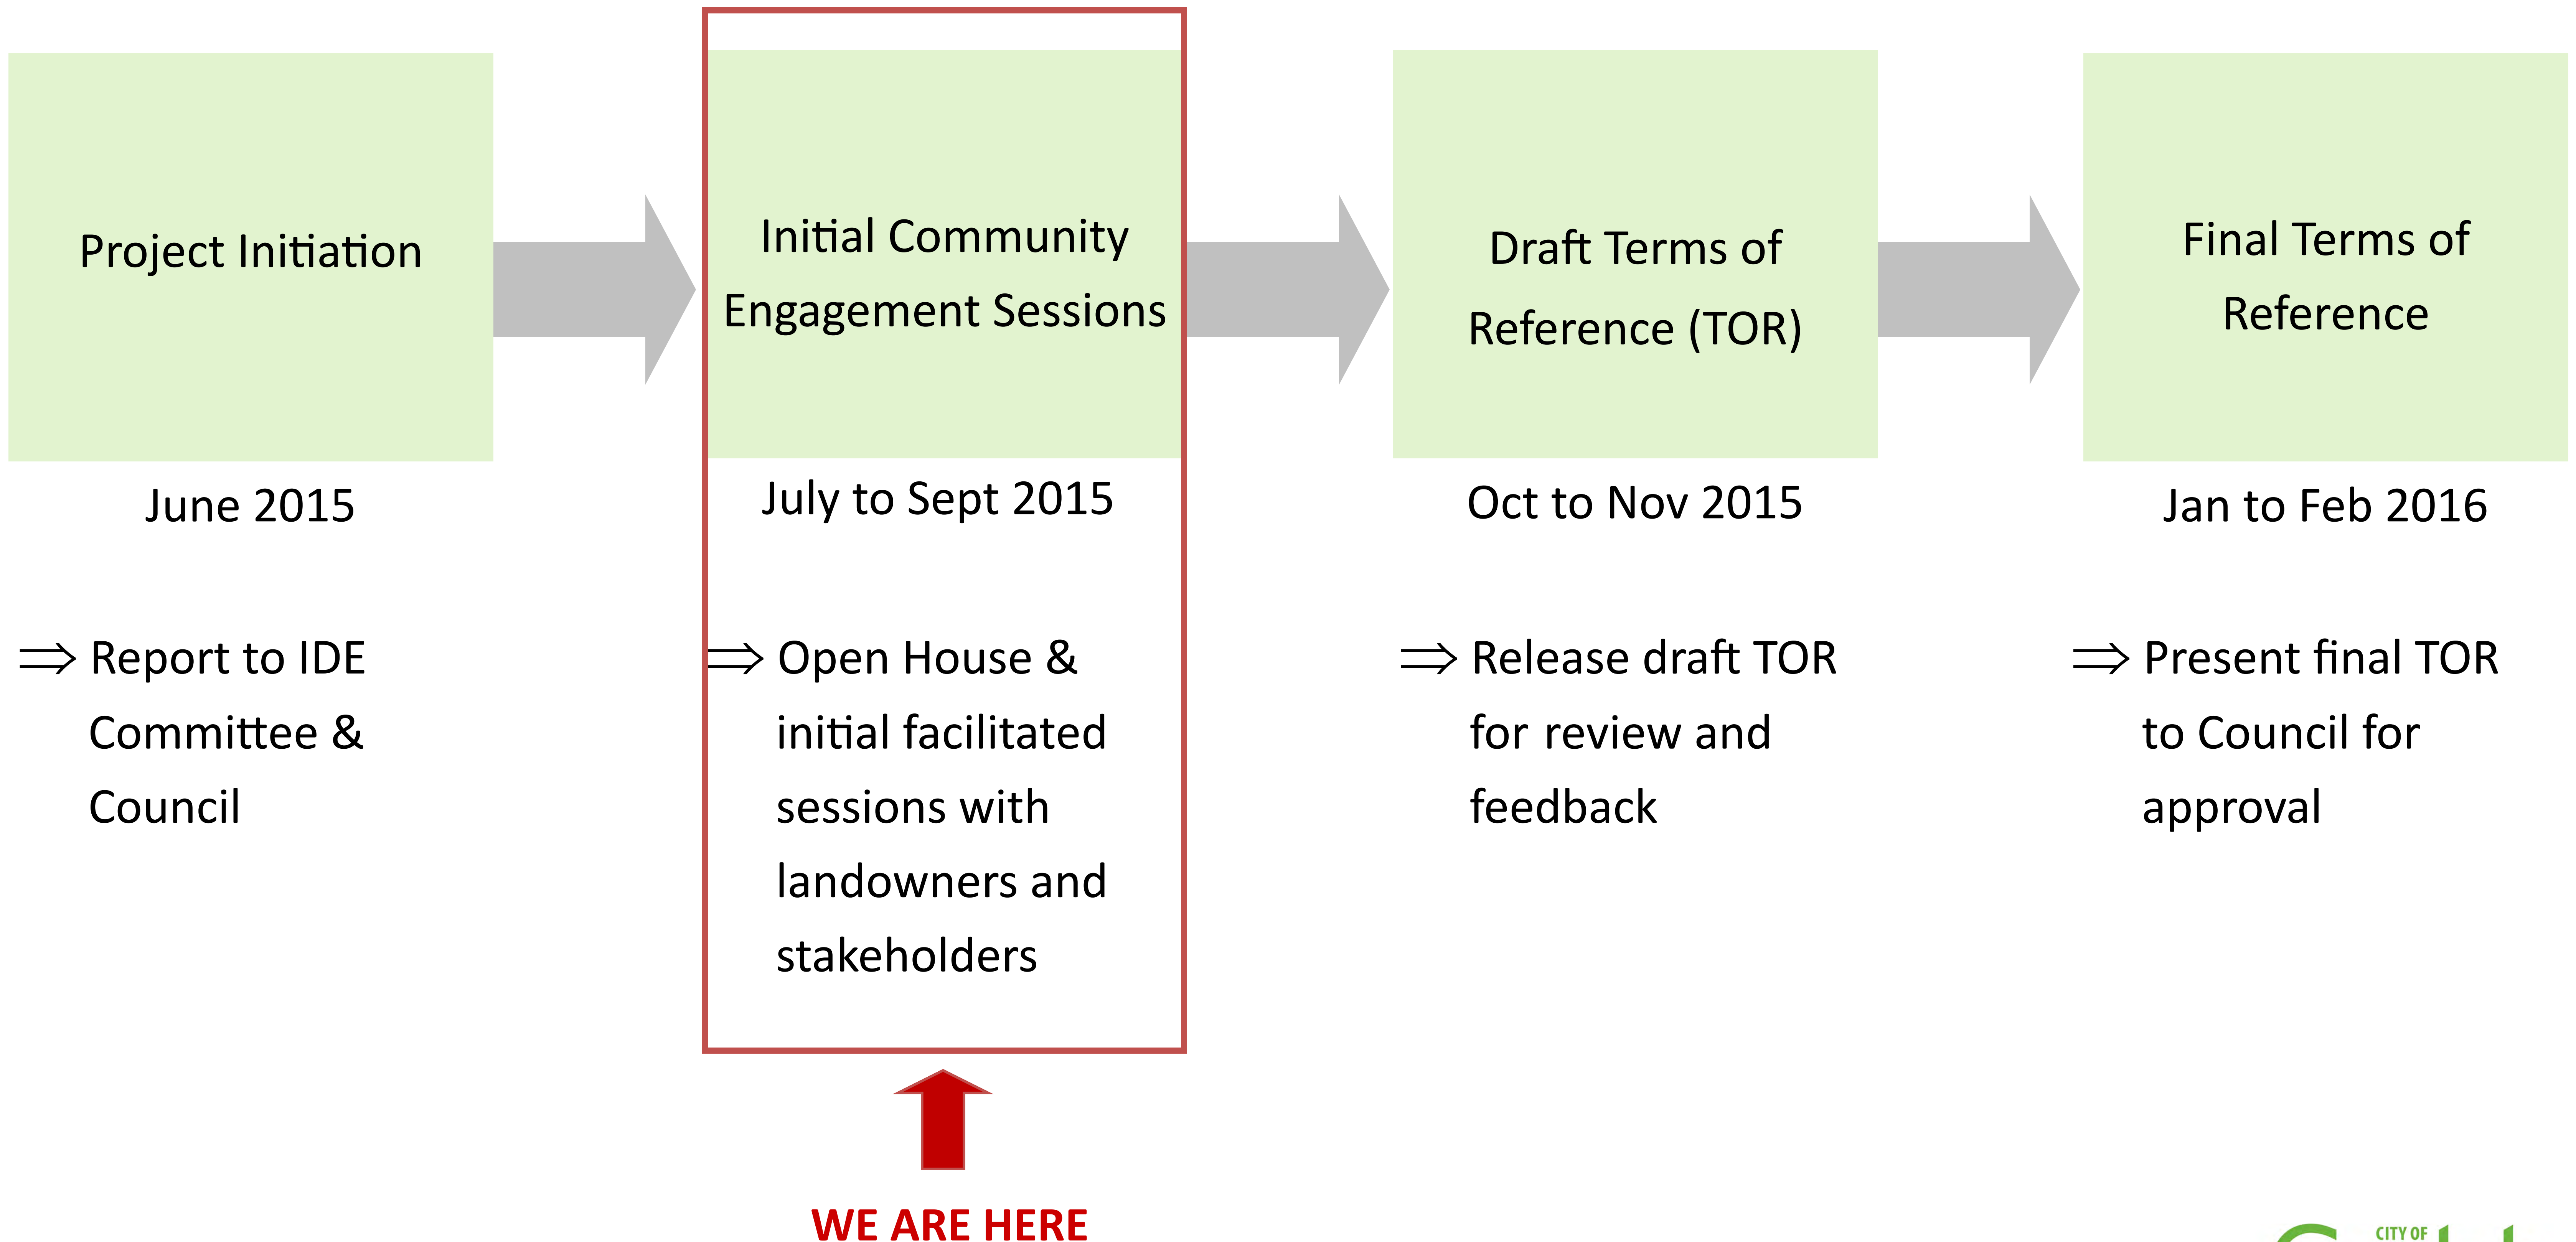 Project Initiation
June 2015
⇒ Report to IDE
Committee &
Council
Initial Community
Engagement Sessions
July to Sept 2015
⇒ Open House &
initial facilitated
sessions with
landowners and
stakeholders
WE ARE HERE
Draft Terms of
Reference (TOR)
Oct to Nov 2015
⇒ Release draft TOR
for review and
feedback
Final Terms of
Reference
Jan to Feb 2016
⇒ Present final TOR
to Council for
approval
CITY OF